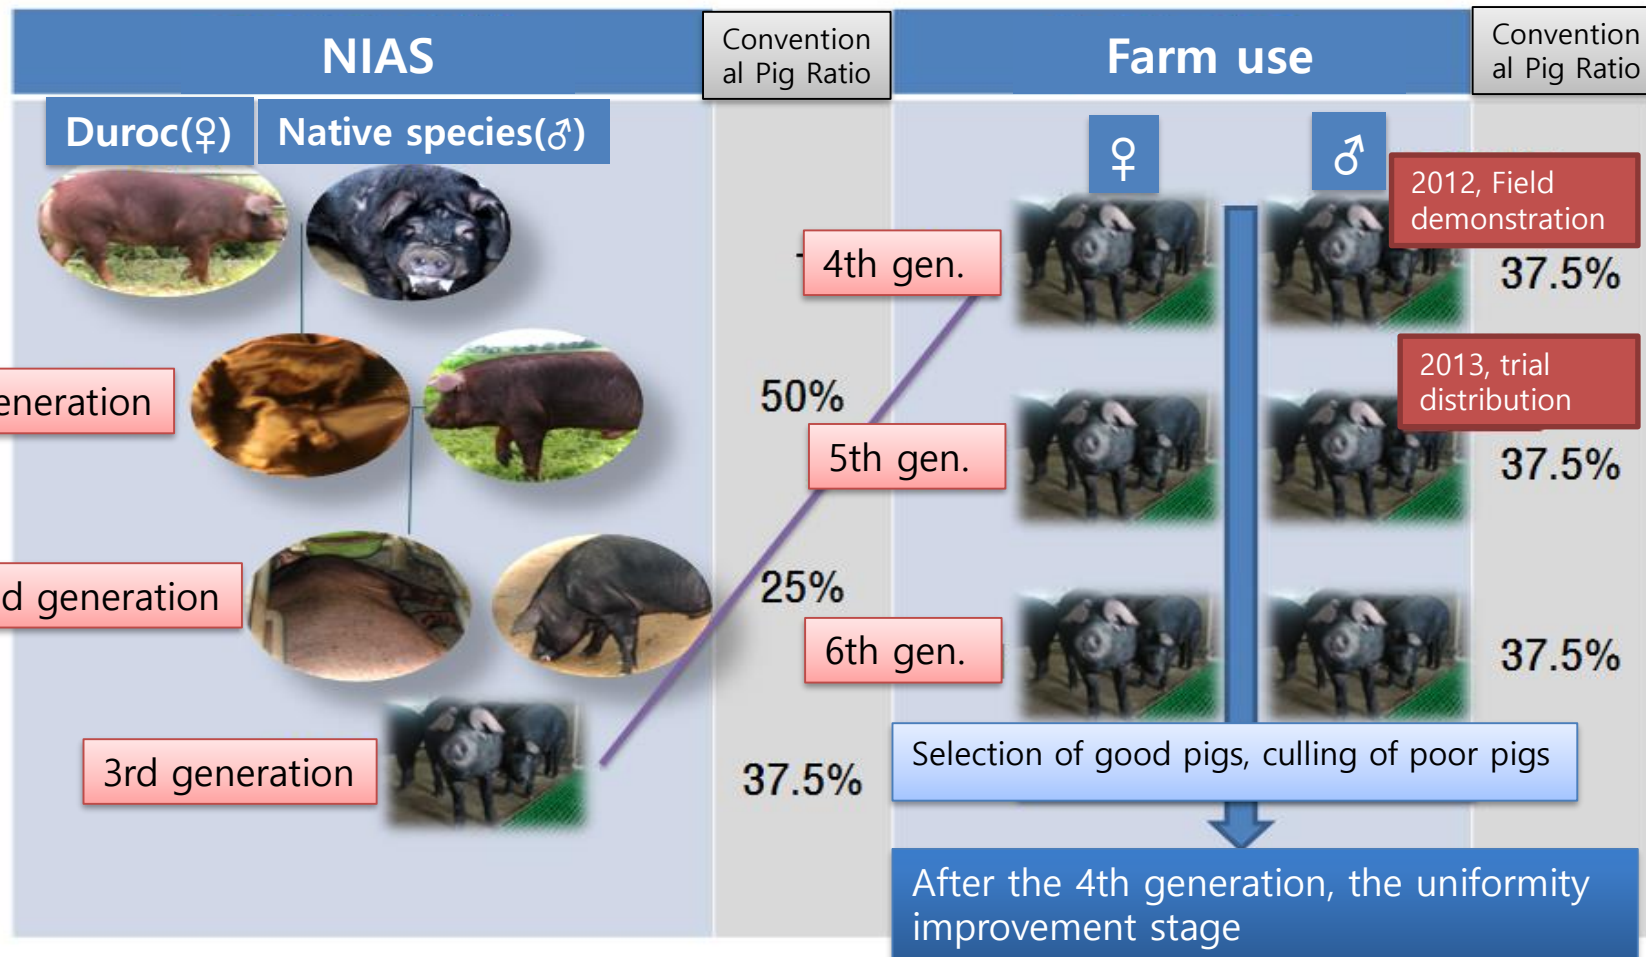 NIAS
Convention
al Pig Ratio
Farm use
Convention
al Pig Ratio
Duroc(♀)
Native species(♂)
♀
♂
2012, Field
demonstration
4th gen.
37.5%
2013, trial
distribution
eneration
50%
5th gen.
37.5%
d generation
25%
6th gen.
37.5%
3rd generation
37.5%
Selection of good pigs, culling of poor pigs
After the 4th generation, the uniformity
improvement stage